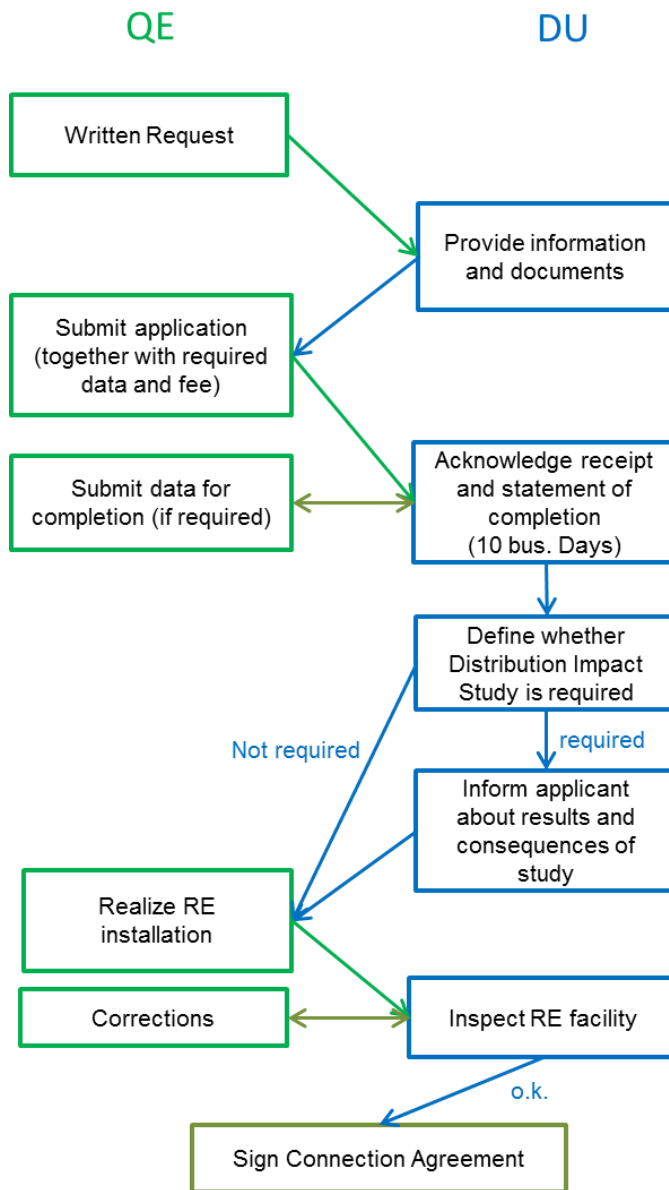 QE
DU
Written Request
Provide information
and documents
Submit application
(together with required
data and fee)
Submit data for
completion (if required)
Acknowledge receipt
and statement of
completion
(10 bus. Days)
Define whether
Distribution Impact
Study is required
Not required
required
Inform applicant
about results and
consequences of
study
Realize RE
installation
Corrections
Inspect RE facility
o.k.
Sign Connection Agreement